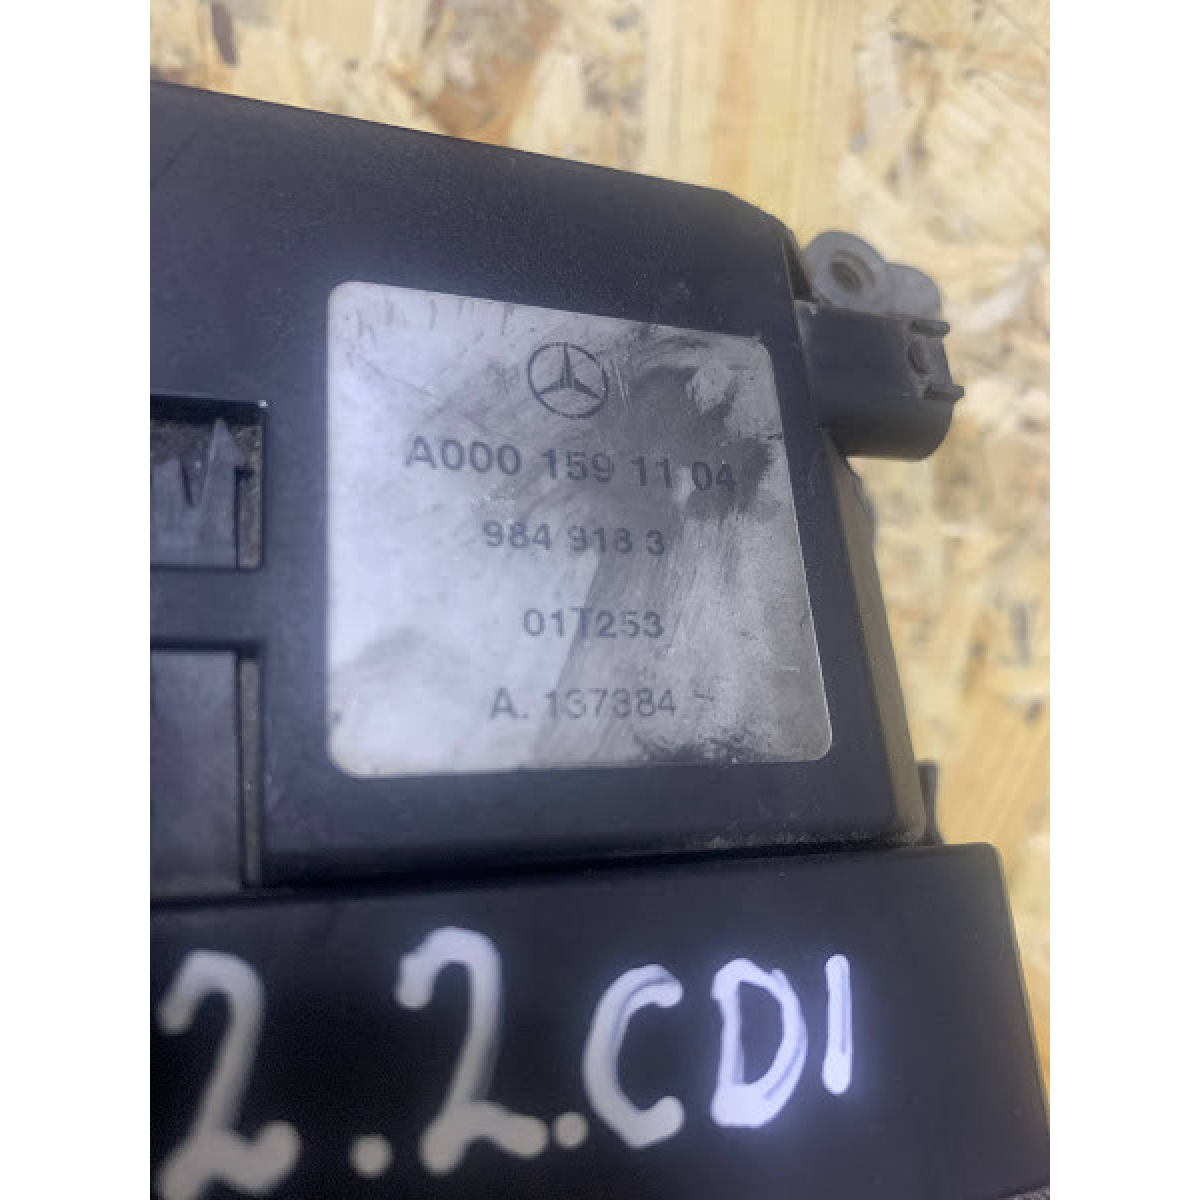 A000 159 11 04
984 918 3
01T253
A. 137384
2.2.CDI